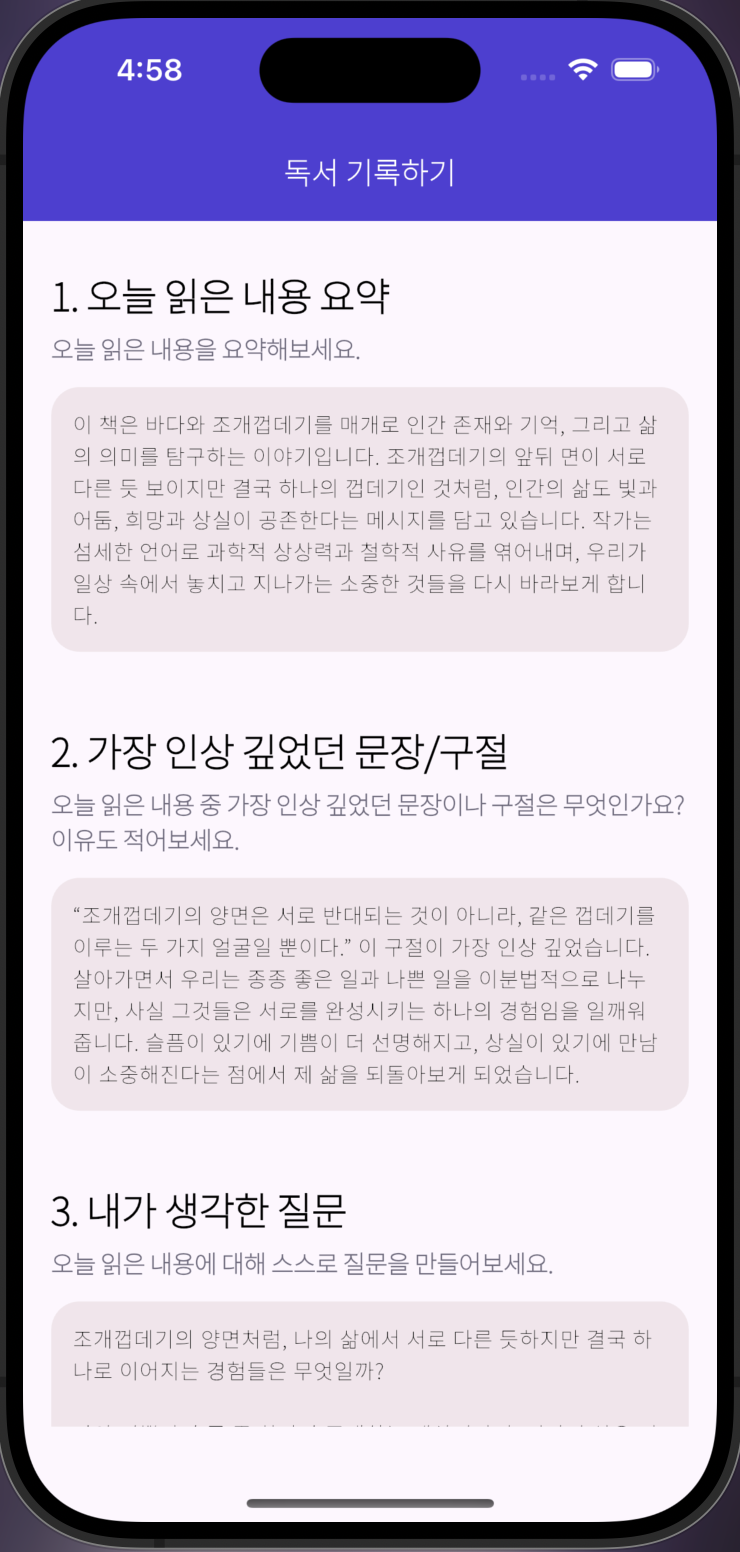 4:58
독서 기록하기
1. 오늘 읽은 내용 요약
오늘 읽은 내용을 요약해보세요.
이 책은 바다와 조개껍데기를 매개로 인간 존재와 기억, 그리고 삶
의 의미를 탐구하는 이야기입니다. 조개껍데기의 앞뒤 면이 서로
다른 듯 보이지만 결국 하나의 껍데기인 것처럼, 인간의 삶도 빛과
어둠, 희망과 상실이 공존한다는 메시지를 담고 있습니다. 작가는
섬세한 언어로 과학적 상상력과 철학적 사유를 엮어내며, 우리가
일상 속에서 놓치고 지나가는 소중한 것들을 다시 바라보게 합니
다.
2. 가장 인상 깊었던 문장/구절
오늘 읽은 내용 중 가장 인상 깊었던 문장이나 구절은 무엇인가요?
이유도 적어보세요.
“조개껍데기의 양면은 서로 반대되는 것이 아니라, 같은 껍데기를
이루는 두 가지 얼굴일 뿐이다.” 이 구절이 가장 인상 깊었습니다.
살아가면서 우리는 종종 좋은 일과 나쁜 일을 이분법적으로 나누
지만, 사실 그것들은 서로를 완성시키는 하나의 경험임을 일깨워
줍니다. 슬픔이 있기에 기쁨이 더 선명해지고, 상실이 있기에 만남
이 소중해진다는 점에서 제 삶을 되돌아보게 되었습니다.
3. 내가 생각한 질문
오늘 읽은 내용에 대해 스스로 질문을 만들어보세요.
조개껍데기의 양면처럼, 나의 삶에서 서로 다른 듯하지만 결국 하
나로 이어지는 경험들은 무엇일까?